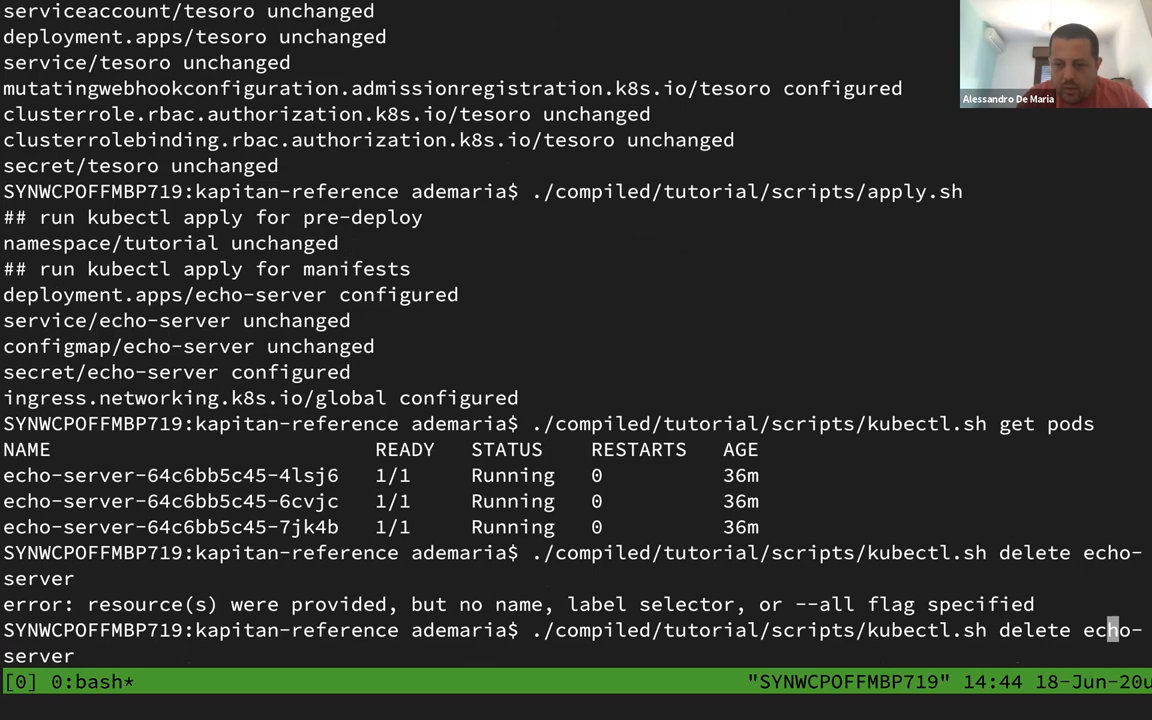 serviceaccount/tesoro unchanged
deployment.apps/tesoro unchanged
service/tesoro unchanged
mutatingwebhookconfiguration.admissionregistration.k8s.io/tesoro configured
clusterrole.rbac.authorization.k8s.io/tesoro unchanged
clusterrolebinding.rbac.authorization.k8s.io/tesoro unchanged
secret/tesoro unchanged
SYNWCPOFFMBP719:kapitan-reference ademaria$ ./compiled/tutorial/scripts/apply.sh
## run kubectl apply for pre-deploy
namespace/tutorial unchanged
## run kubectl apply for manifests
deployment.apps/echo-server configured
service/echo-server unchanged
configmap/echo-server unchanged
secret/echo-server configured
ingress.networking.k8s.io/global configured
SYNWCPOFFMBP719:kapitan-reference ademaria$ ./compiled/tutorial/scripts/kubectl.sh get pods
NAME READY STATUS RESTARTS AGE
echo-server-64c6bb5c45-4lsj6 1/1 Running 0 36m
echo-server-64c6bb5c45-6cvjc 1/1 Running 0 36m
echo-server-64c6bb5c45-7jk4b 1/1 Running 0 36m
SYNWCPOFFMBP719:kapitan-reference ademaria$ ./compiled/tutorial/scripts/kubectl.sh delete echo-
server
error: resource(s) were provided, but no name, label selector, or --all flag specified
SYNWCPOFFMBP719:kapitan-reference ademaria$ ./compiled/tutorial/scripts/kubectl.sh delete echo-
server
[0] 0:bash* "SYNWCPOFFMBP719" 14:44 18-Jun-20
Alessandro De Maria